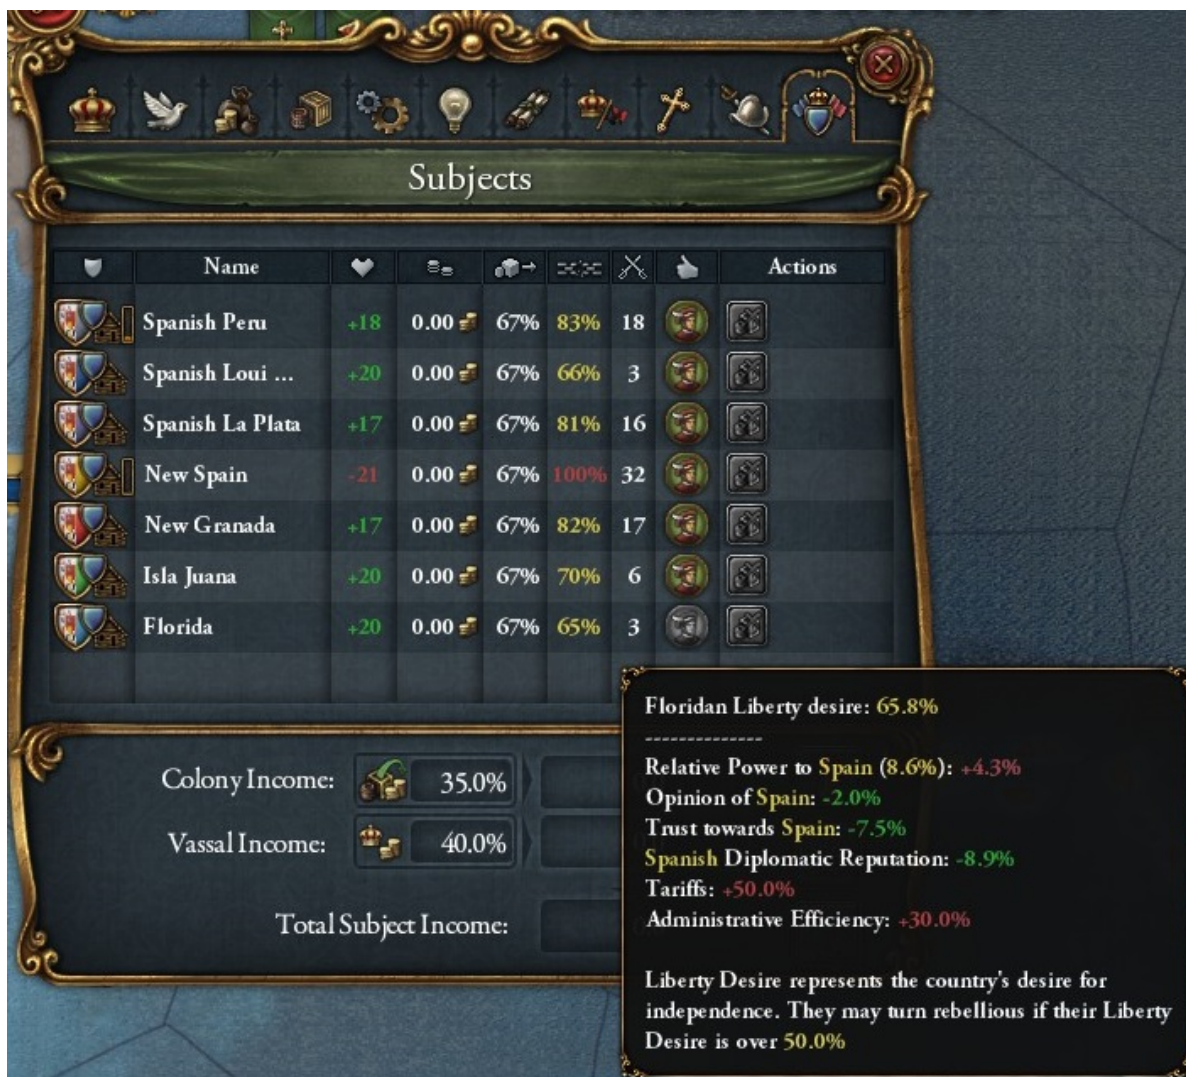 Subjects
Name Actions
Spanish Peru +18 0.00 67% 83% 18
Spanish Loui ... +20 0.00 67% 66% 3
Spanish La Plata +17 0.00 67% 81% 16
New Spain -21 0.00 67% 100% 32
New Granada +17 0.00 67% 82% 17
Isla Juana +20 0.00 67% 70% 6
Florida +20 0.00 67% 65% 3
Colony Income: 35.0%
Vassal Income: 40.0%
Total Subject Income:
Floridan Liberty desire: 65.8%
--------------
Relative Power to Spain (8.6%): +4.3%
Opinion of Spain: -2.0%
Trust towards Spain: -7.5%
Spanish Diplomatic Reputation: -8.9%
Tariffs: +50.0%
Administrative Efficiency: +30.0%
Liberty Desire represents the country's desire for
independence. They may turn rebellious if their Liberty
Desire is over 50.0%